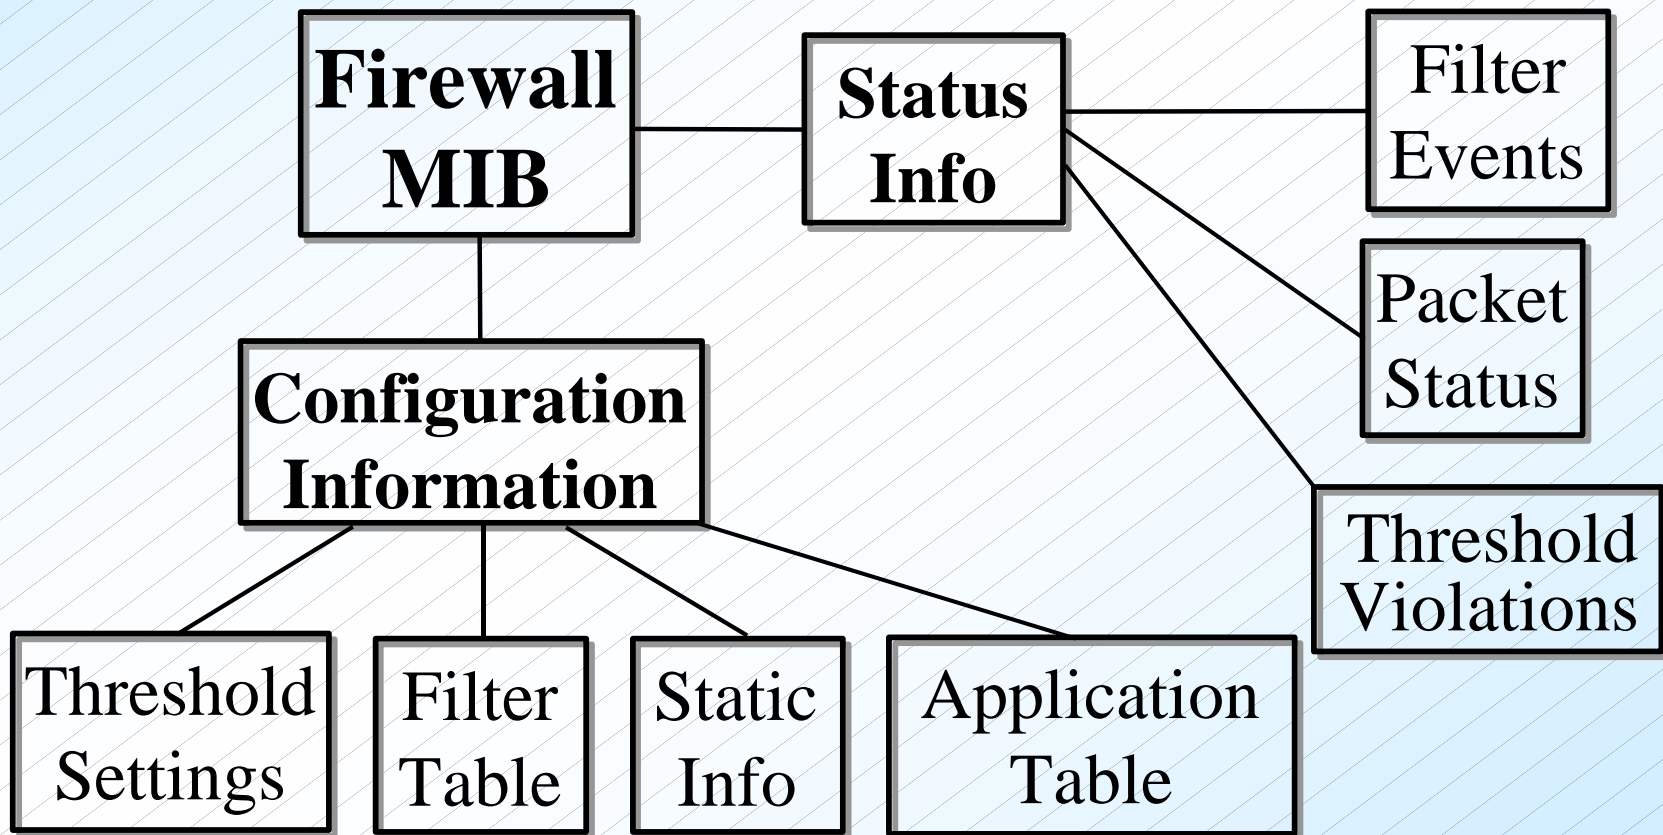 Firewall
MIB
Status
Info
Filter
Events
Packet
Status
Configuration
Information
Threshold
Violations
Threshold
Settings
Filter
Table
Static
Info
Application
Table